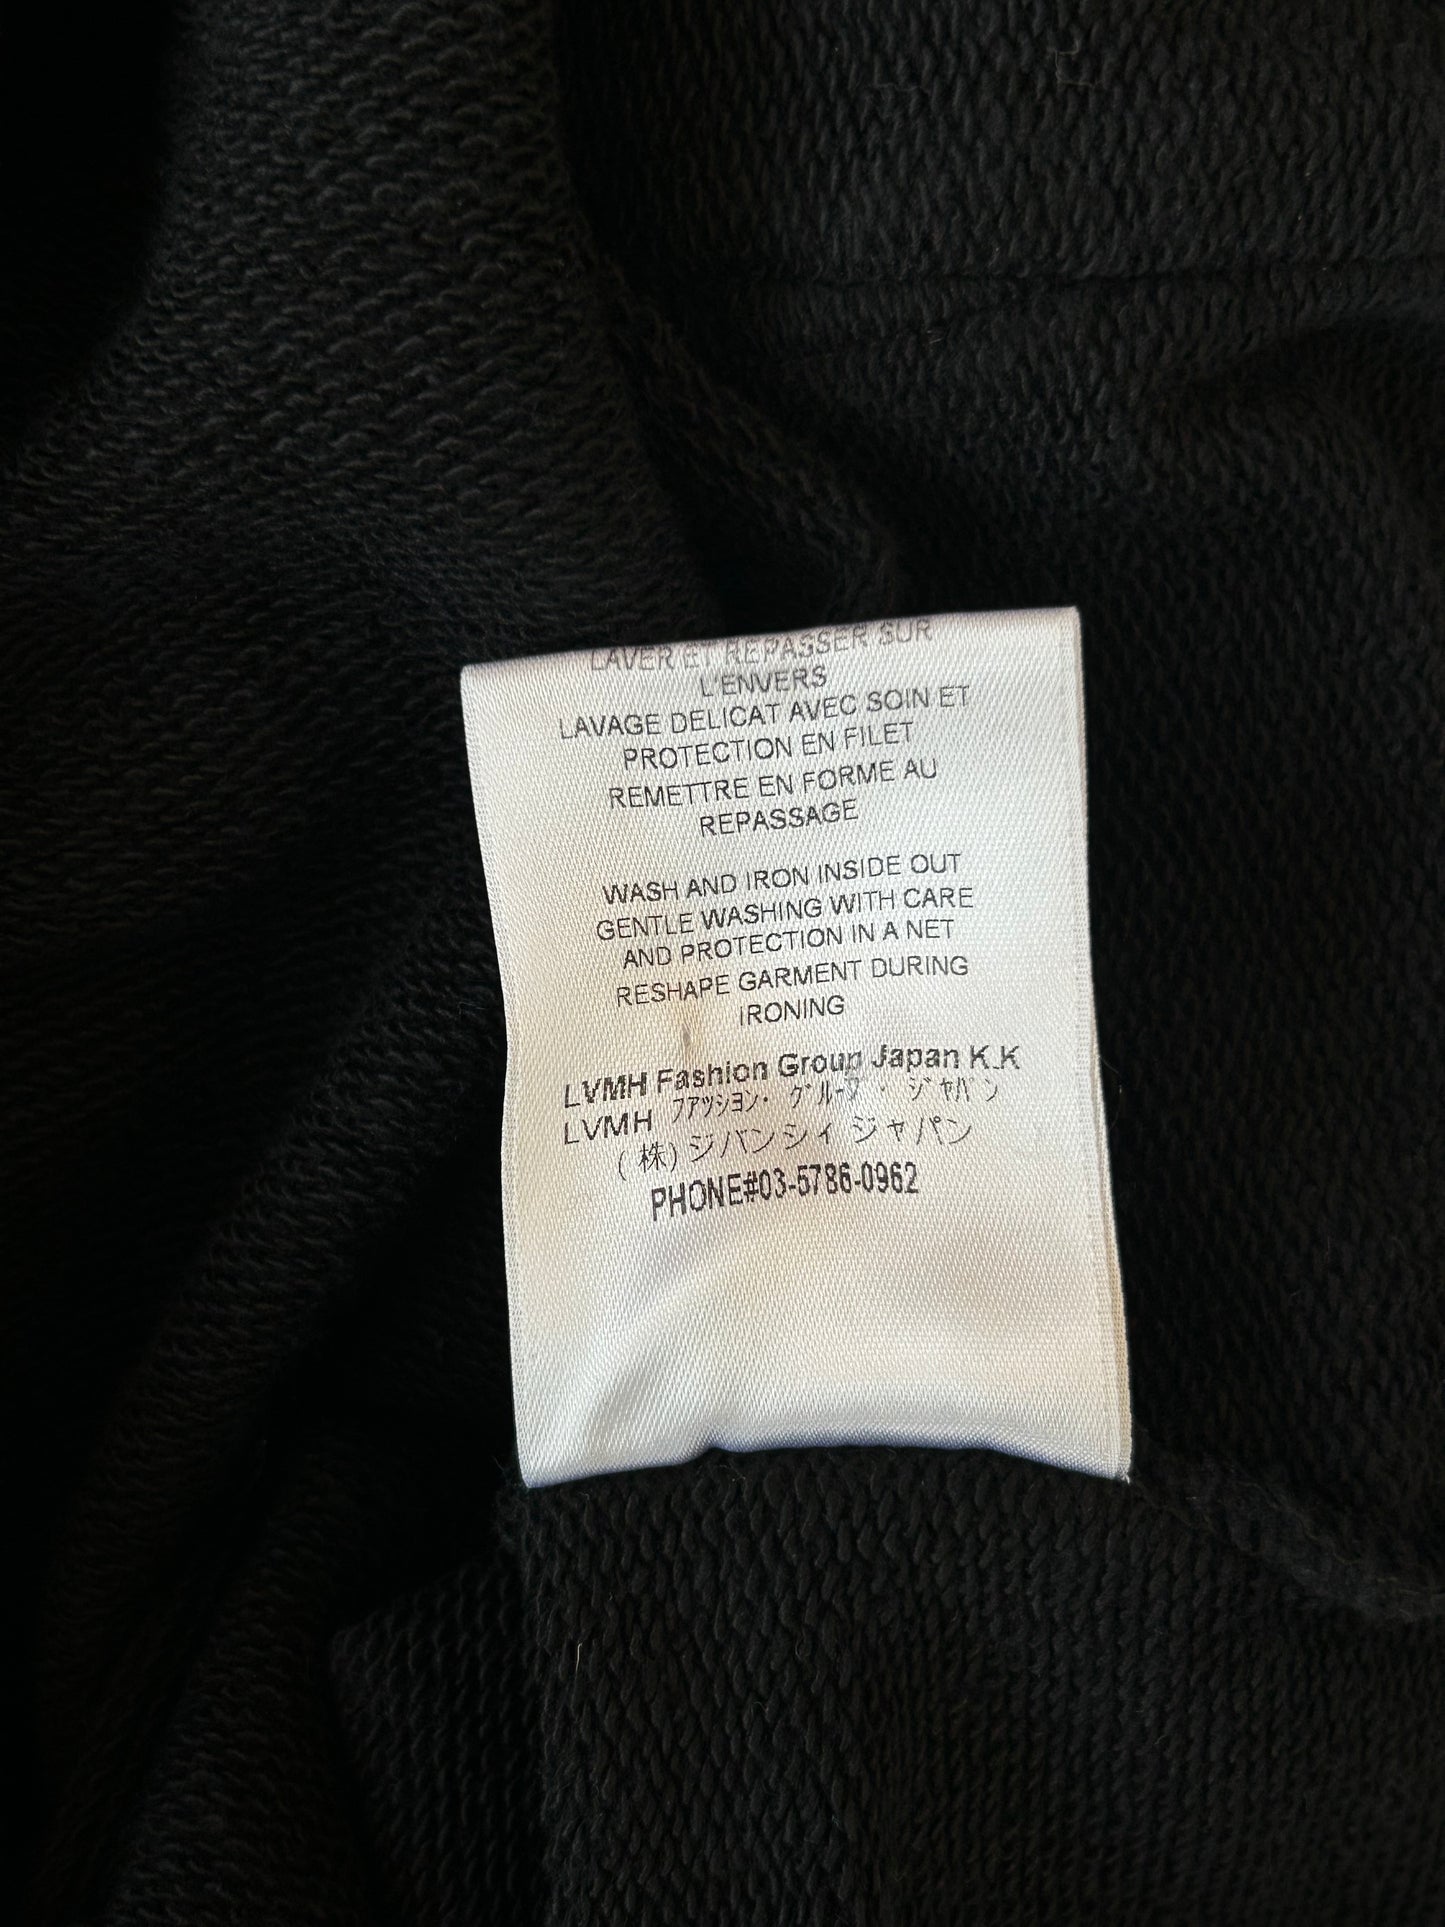 LAVER ET REPASSER SUR
L'ENVERS
LAVAGE DELICAT AVEC SOIN ET
PROTECTION EN FILET
REMETTRE EN FORME AU
REPASSAGE
WASH AND IRON INSIDE OUT
GENTLE WASHING WITH CARE
AND PROTECTION IN A NET
RESHAPE GARMENT DURING
IRONING
LVMH Fashion Group Japan K.K
LVMH ファツシヨン・グループ・ジャパン
(株)ジバンシィ ジャパン
PHONE#03-5786-0962